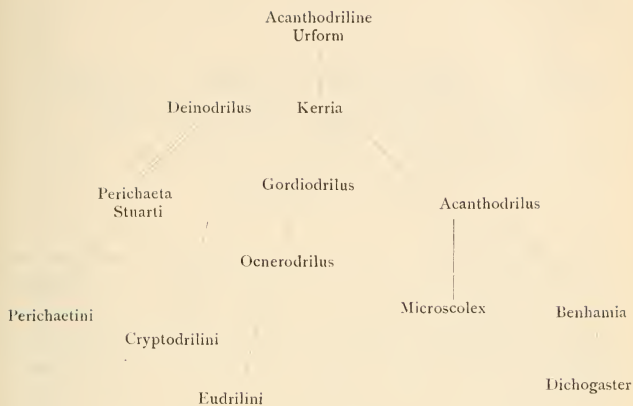 Acanthodriline
Urform
Deinodrilus
Kerria
Gordiodrilus
Perichaeta
Stuarti
Acanthodrilus
Ocnerodrilus
Microscolex
Benhamia
Perichaetini
Cryptodrilini
Dichogaster
Eudrilini